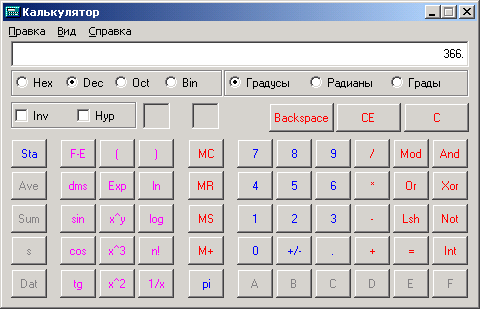 Калькулятор
Правка Вид Справка
366.
Hex Dec Oct Bin Градусы Радианы Грады
Inv Hyp Backspace CE C
Sta F-E ( ) MC 7 8 9 / Mod And
Ave dms Exp ln MR 4 5 6 * Or Xor
Sum sin x^y log MS 1 2 3 - Lsh Not
s cos x^3 n! M+ 0 +/- . + = Int
Dat tg x^2 1/x pi A B C D E F